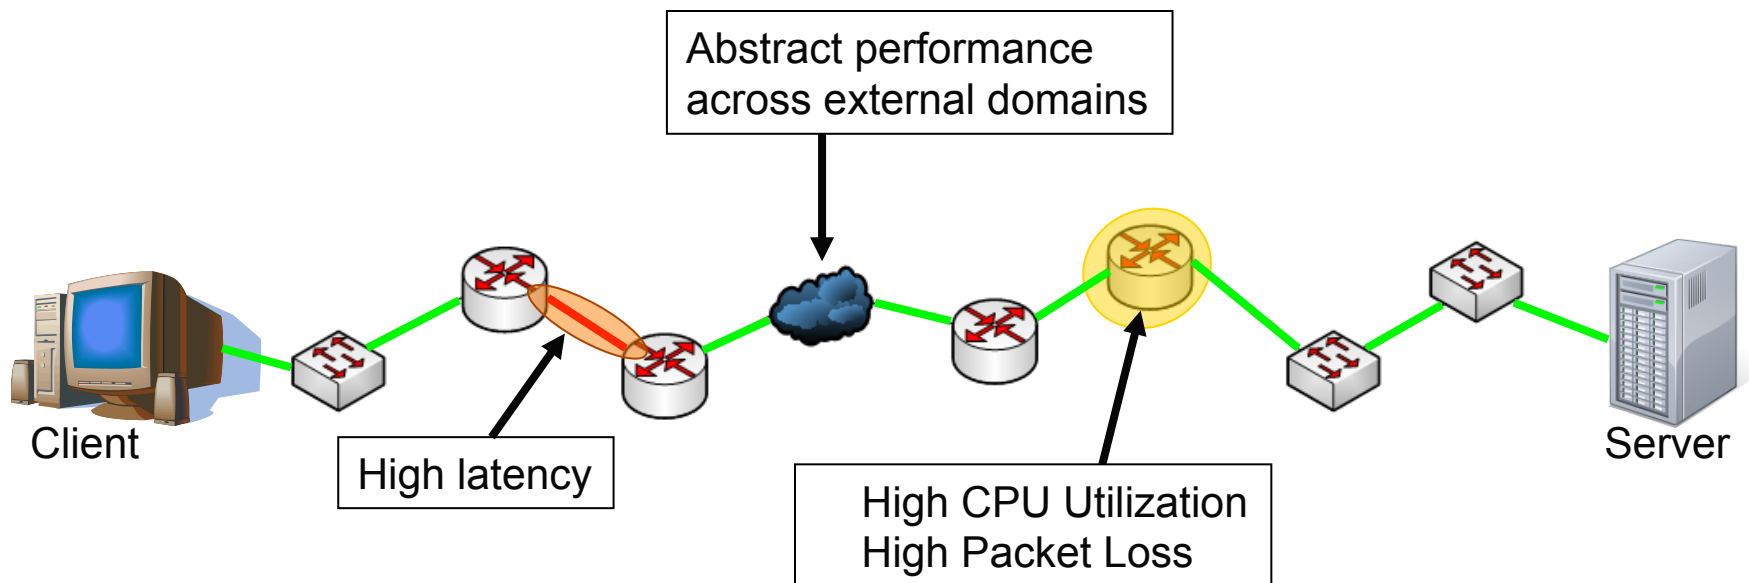 Abstract performance
across external domains
Client
High latency
High CPU Utilization
High Packet Loss
Server